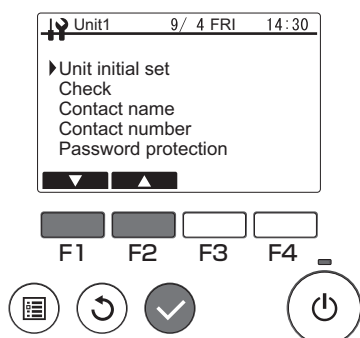 Unit1 9/ 4 FRI 14:30
Unit initial set
Check
Contact name
Contact number
Password protection
F1 F2 F3 F4